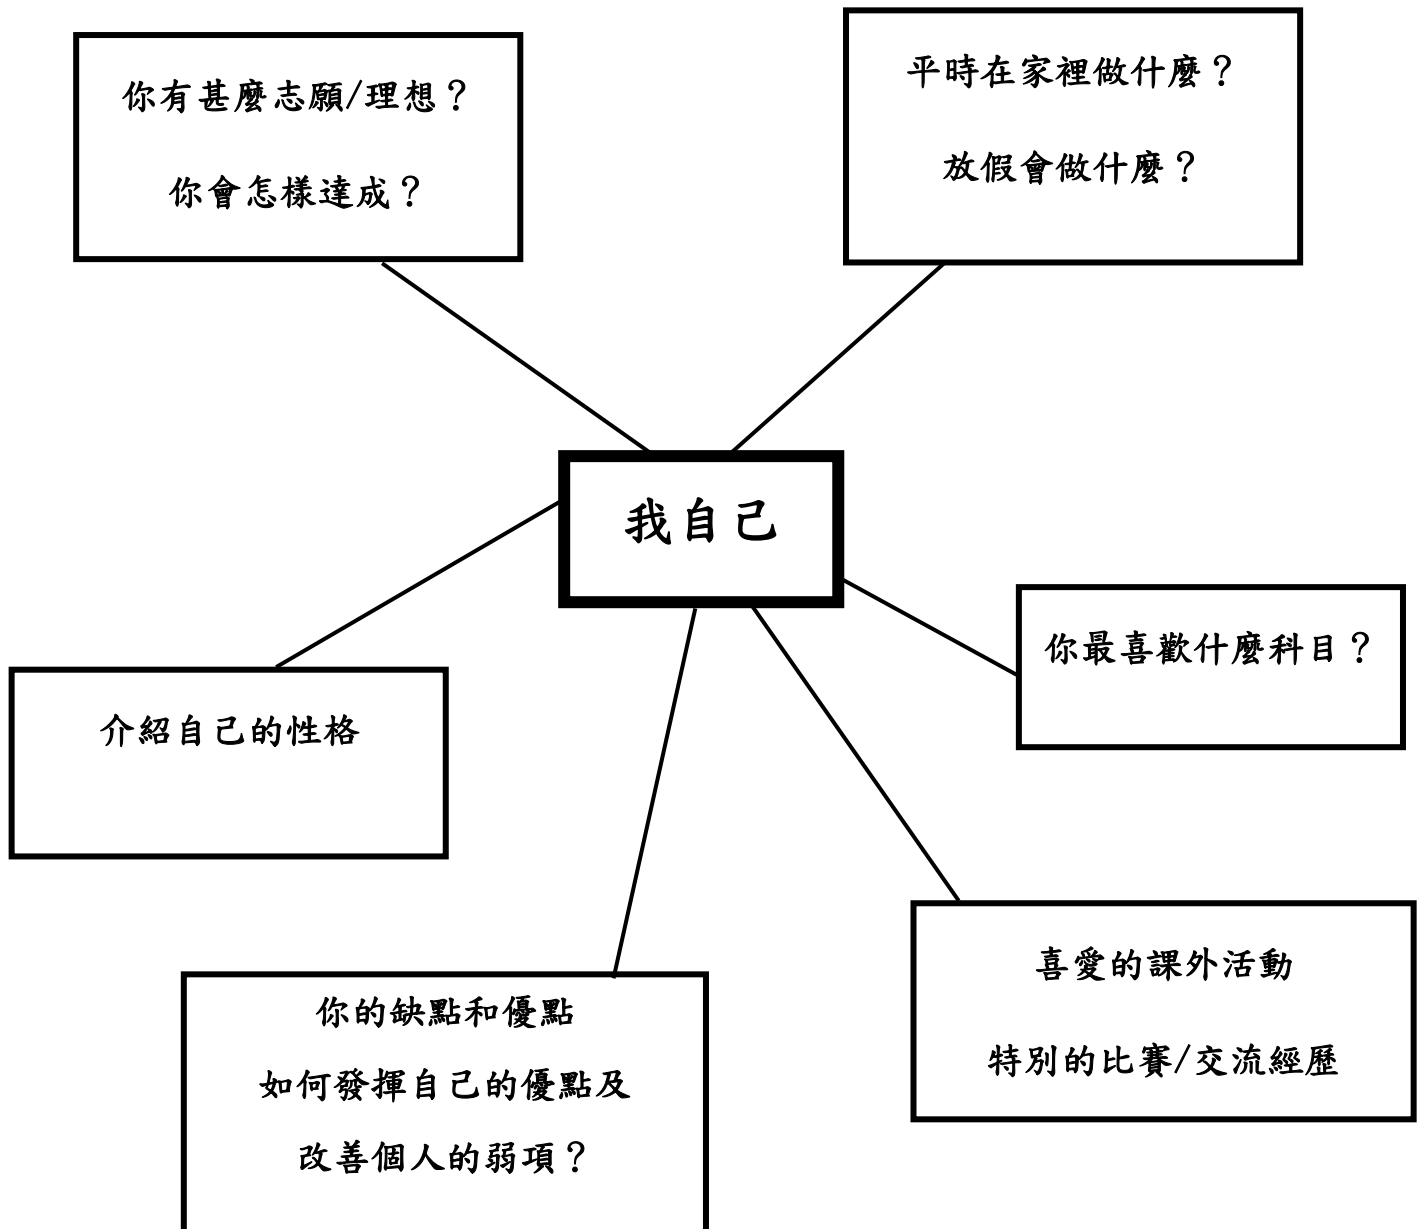 你有甚麼志願/理想？
你會怎樣達成？
平時在家裡做什麼？
放假會做什麼？
我自己
你最喜歡什麼科目？
介紹自己的性格
喜愛的課外活動
特別的比賽/交流經歷
你的缺點和優點
如何發揮自己的優點及
改善個人的弱項？